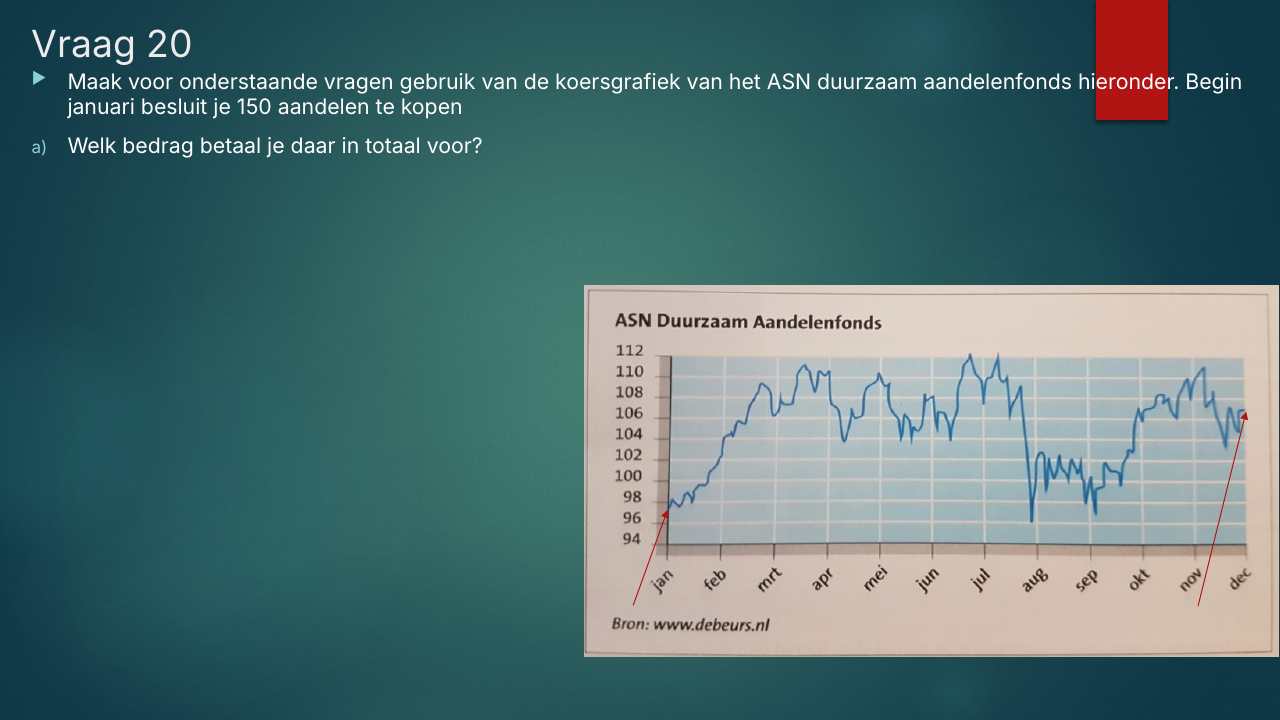 Vraag 20
Maak voor onderstaande vragen gebruik van de koersgrafiek van het ASN duurzaam aandelenfonds hieronder. Begin
januari besluit je 150 aandelen te kopen
a) Welk bedrag betaal je daar in totaal voor?
ASN Duurzaam Aandelenfonds
112
110
108
106
104
102
100
98
96
94
jan feb mrt apr mei jun jul aug sep okt nov dec
Bron: www.debeurs.nl